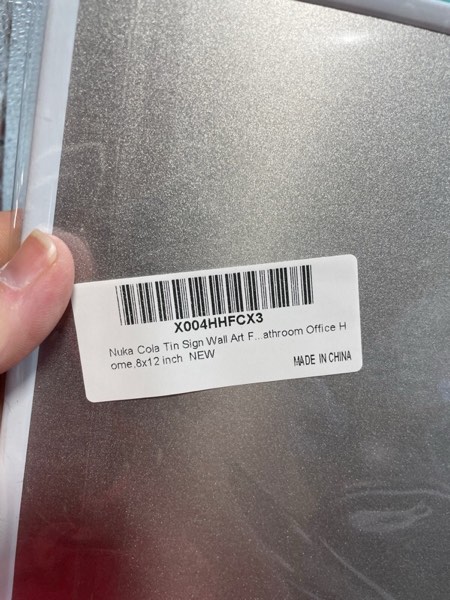 X004HHFCX3
Nuka Cola Tin Sign Wall Art F...athroom Office H
ome,8x12 inch NEW
MADE IN CHINA